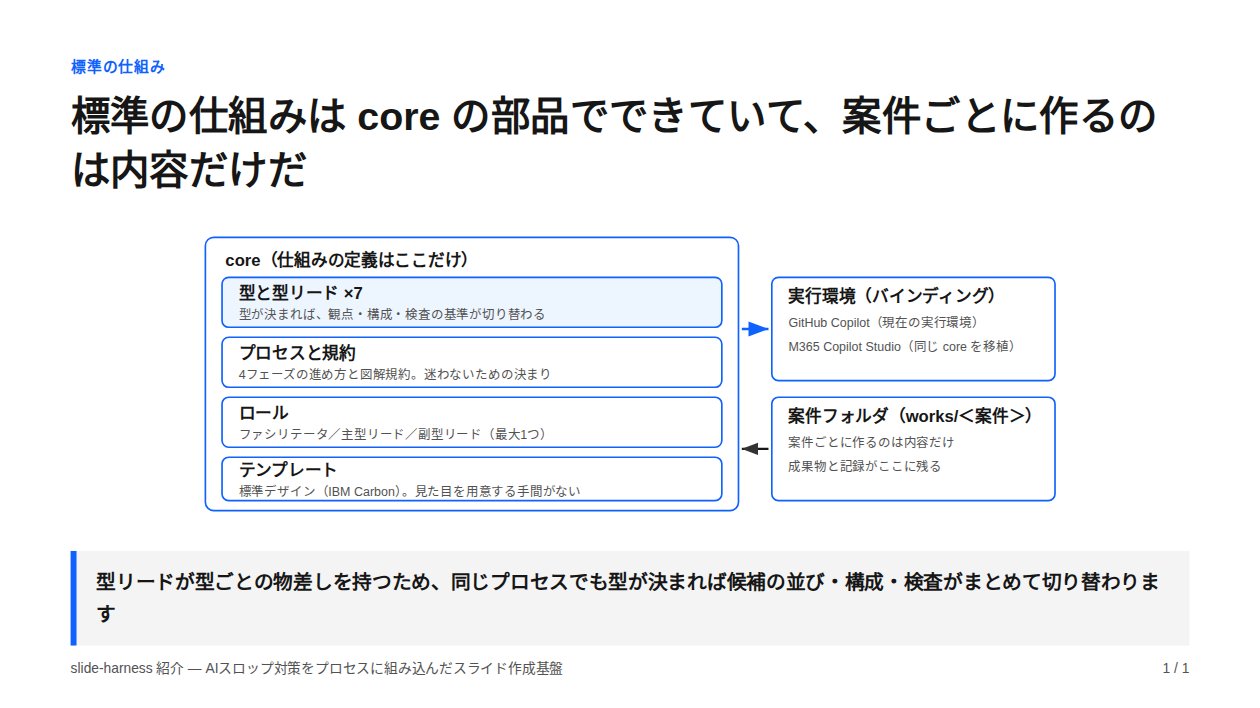 標準の仕組み
標準の仕組みは core の部品でできていて、案件ごとに作るの
は内容だけだ
core（仕組みの定義はここだけ）
型と型リード ×7
型が決まれば、観点・構成・検査の基準が切り替わる
プロセスと規約
4フェーズの進め方と図解規約。迷わないための決まり
ロール
ファシリテータ／主型リード／副型リード（最大1つ）
テンプレート
標準デザイン（IBM Carbon）。見た目を用意する手間がない
実行環境（バインディング）
GitHub Copilot（現在の実行環境）
M365 Copilot Studio（同じ core を移植）
案件フォルダ（works/＜案件＞）
案件ごとに作るのは内容だけ
成果物と記録がここに残る
型リードが型ごとの物差しを持つため、同じプロセスでも型が決まれば候補の並び・構成・検査がまとめて切り替わりま
す
slide-harness 紹介 — AIスロップ対策をプロセスに組み込んだスライド作成基盤
1 / 1